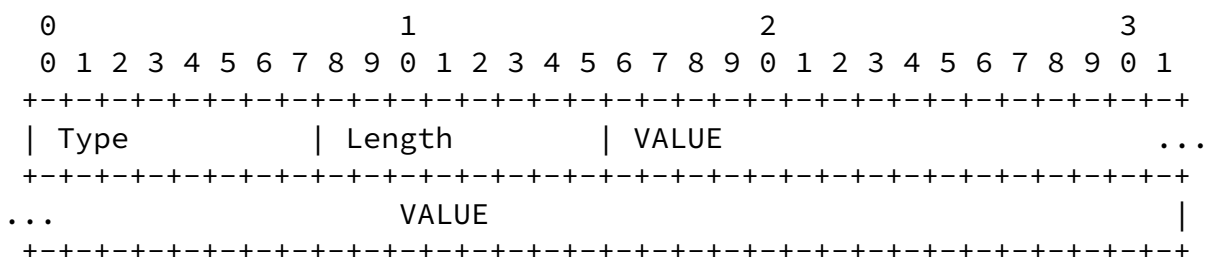 0                   1                   2                   3
 0 1 2 3 4 5 6 7 8 9 0 1 2 3 4 5 6 7 8 9 0 1 2 3 4 5 6 7 8 9 0 1
+-+-+-+-+-+-+-+-+-+-+-+-+-+-+-+-+-+-+-+-+-+-+-+-+-+-+-+-+-+-+-+-+
| Type          | Length        | VALUE                        ...
+-+-+-+-+-+-+-+-+-+-+-+-+-+-+-+-+-+-+-+-+-+-+-+-+-+-+-+-+-+-+-+-+
...                  VALUE                                      |
+-+-+-+-+-+-+-+-+-+-+-+-+-+-+-+-+-+-+-+-+-+-+-+-+-+-+-+-+-+-+-+-+